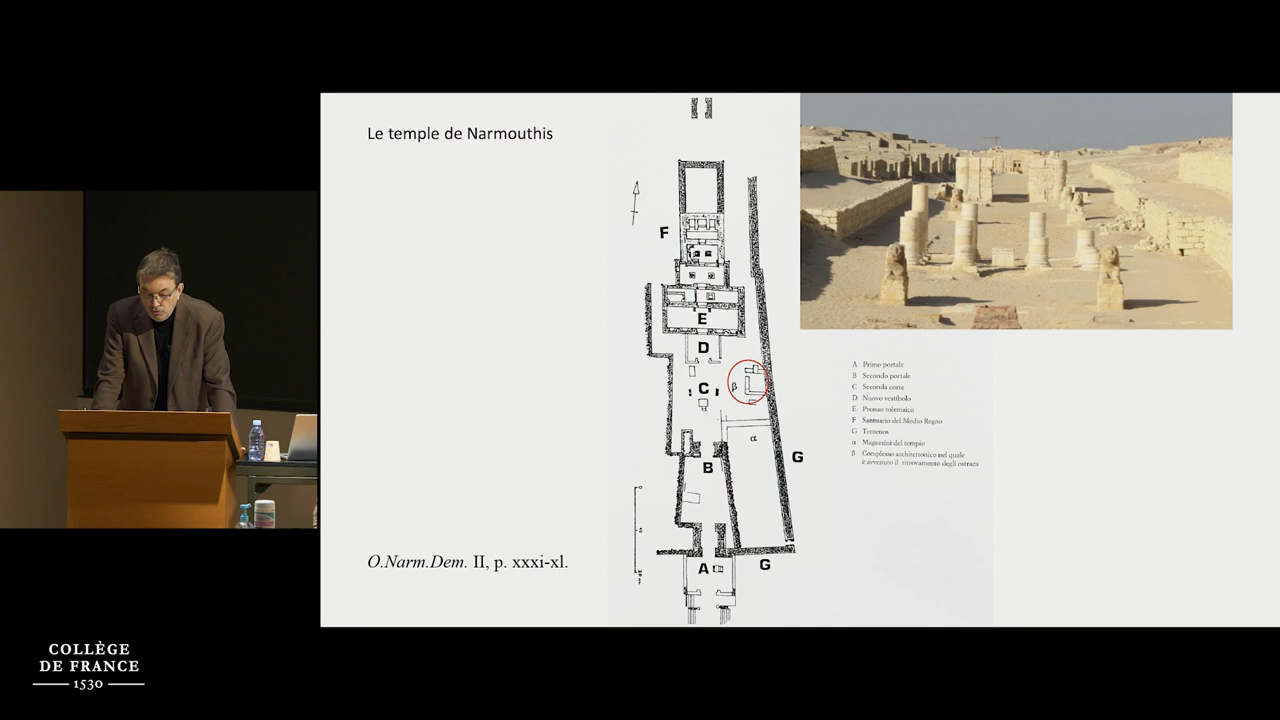 Le temple de Narmouthis
F
E
D
C
β
α
B
G
A
G
A Primo portale
B Secondo portale
C Seconda corte
D Nuovo vestibolo
E Pronao tolemaico
F Santuario del Medio Regno
G Temenos
α Magazzini del tempio
β Complesso architettonico nel quale
è avvenuto il ritrovamento degli ostraca
O.Narm.Dem. II, p. xxxi-xl.
COLLÈGE
DE FRANCE
1530